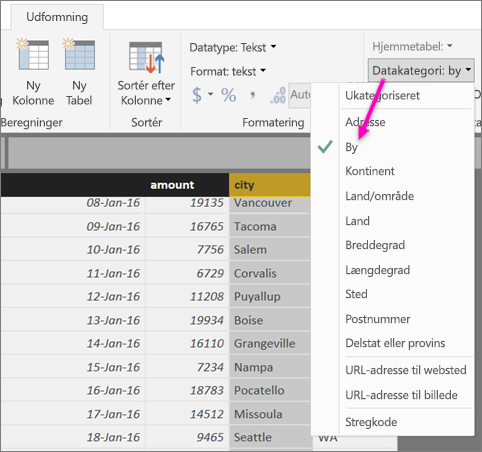 Udformning
Ny
Kolonne
Ny
Tabel
Beregninger
Sortér efter
Kolonne
Sortér
Datatype: Tekst
Format: tekst
$ % ,
Auto
Formatering
Hjemmetabel:
Datakategori: by
Ukategoriseret
Adresse
By
Kontinent
Land/område
Land
Breddegrad
Længdegrad
Sted
Postnummer
Delstat eller provins
URL-adresse til websted
URL-adresse til billede
Stregkode
amount city
08-Jan-16 19135 Vancouver
09-Jan-16 16765 Tacoma
10-Jan-16 7756 Salem
11-Jan-16 6729 Corvalis
12-Jan-16 11208 Puyallup
13-Jan-16 19934 Boise
14-Jan-16 16110 Grangeville
15-Jan-16 7234 Nampa
16-Jan-16 18783 Pocatello
17-Jan-16 14512 Missoula
18-Jan-16 9465 Seattle WA